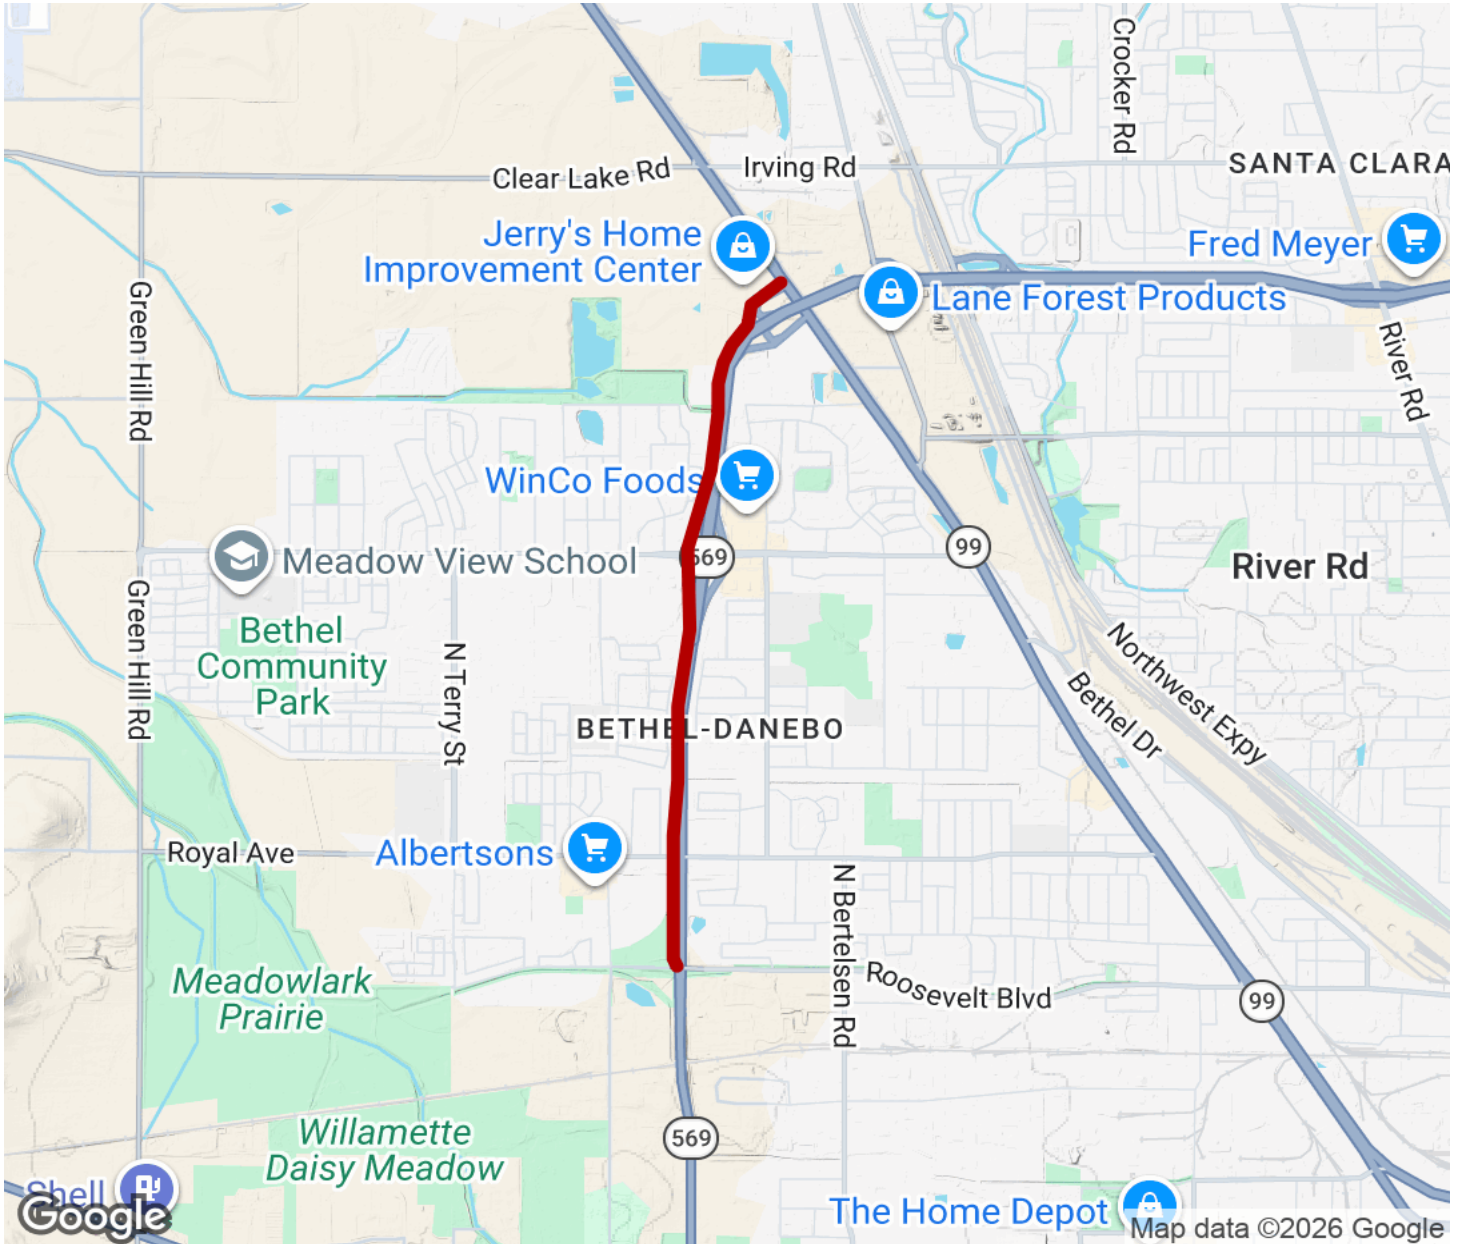 Crocker Rd
Clear Lake Rd
Irving Rd
SANTA CLARA
Jerry's Home
Improvement Center
Fred Meyer
Lane Forest Products
Green Hill Rd
River Rd
WinCo Foods
569
99
Meadow View School
River Rd
Green Hill Rd
Bethel
Community
Park
N Terry St
Northwest Expy
Bethel Dr
BETHEL-DANEBO
Royal Ave
Albertsons
N Bertelsen Rd
Meadowlark
Prairie
Roosevelt Blvd
99
569
Willamette
Daisy Meadow
Shell
The Home Depot
Google
Map data ©2026 Google